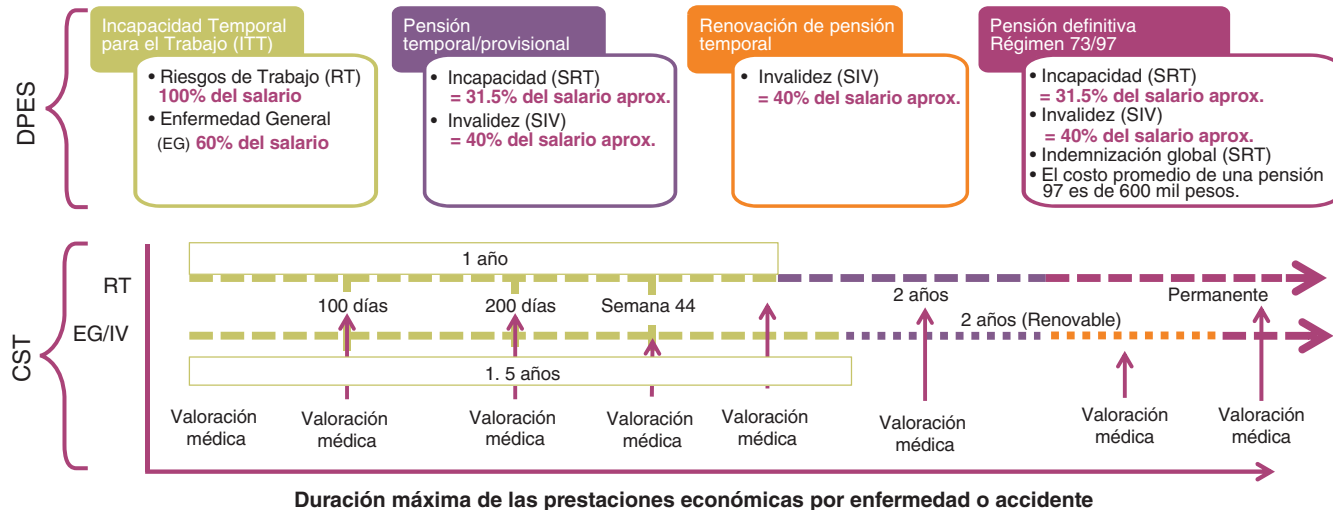 DPES
Incapacidad Temporal
para el Trabajo (ITT)
• Riesgos de Trabajo (RT)
100% del salario
• Enfermedad General
(EG) 60% del salario
Pensión
temporal/provisional
• Incapacidad (SRT)
= 31.5% del salario aprox.
• Invalidez (SIV)
= 40% del salario aprox.
Renovación de pensión
temporal
• Invalidez (SIV)
= 40% del salario aprox.
Pensión definitiva
Régimen 73/97
• Incapacidad (SRT)
= 31.5% del salario aprox.
• Invalidez (SIV)
= 40% del salario aprox.
• Indemnización global (SRT)
• El costo promedio de una pensión
97 es de 600 mil pesos.
CST
1 año
RT
100 días
200 días
Semana 44
2 años
Permanente
EG/IV
2 años (Renovable)
1. 5 años
Valoración
médica
Valoración
médica
Valoración
médica
Valoración
médica
Valoración
médica
Valoración
médica
Valoración
médica
Valoración
médica
Duración máxima de las prestaciones económicas por enfermedad o accidente